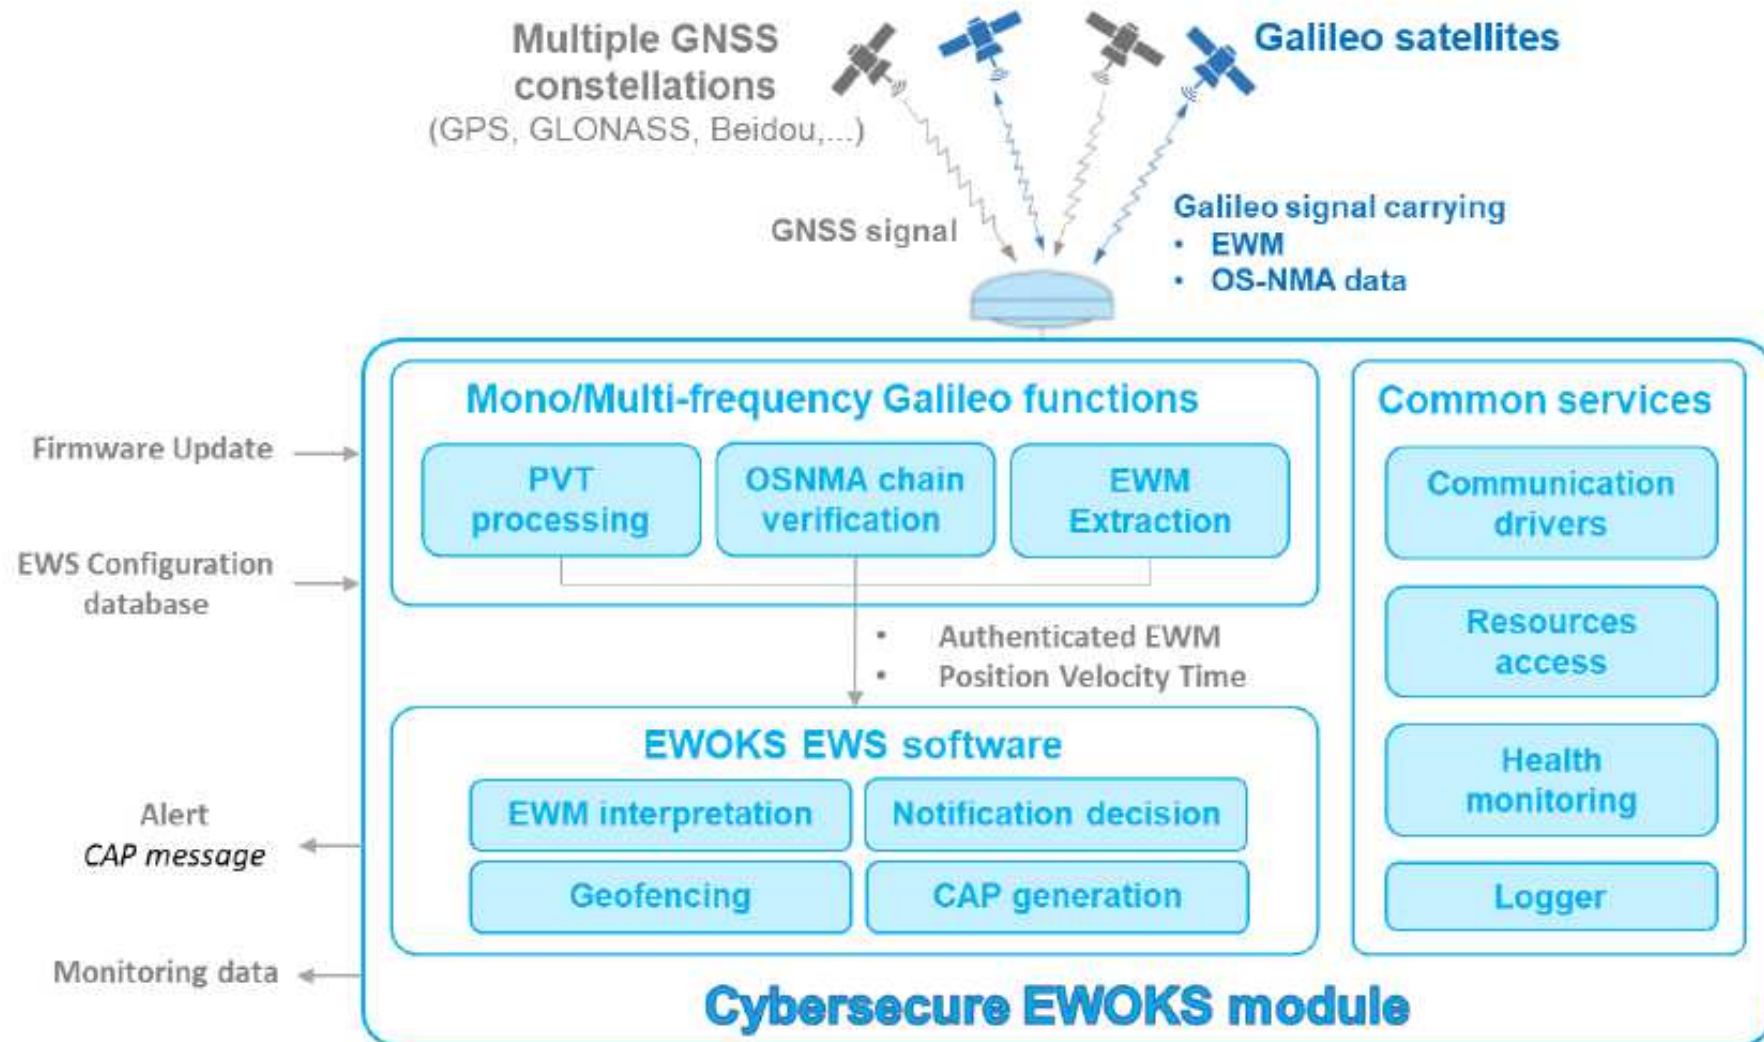 Multiple GNSS
constellations
(GPS, GLONASS, Beidou,...)
Galileo satellites
GNSS signal
Galileo signal carrying
• EWM
• OS-NMA data
Mono/Multi-frequency Galileo functions
PVT
processing
OSNMA chain
verification
EWM
Extraction
Common services
Communication
drivers
Resources
access
Health
monitoring
Logger
Firmware Update
EWS Configuration
database
• Authenticated EWM
• Position Velocity Time
EWOKS EWS software
EWM interpretation
Notification decision
Geofencing
CAP generation
Alert
CAP message
Monitoring data
Cybersecure EWOKS module